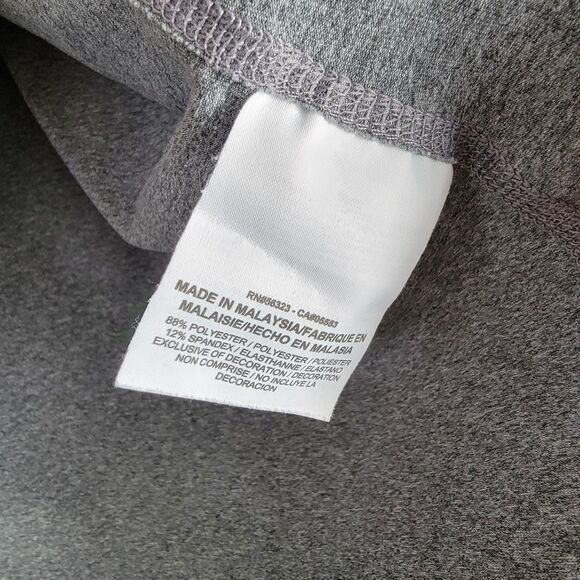 RN#56323 - CA#05553
MADE IN MALAYSIA/FABRIQUE EN
MALAISIE/HECHO EN MALASIA
88% POLYESTER / POLYESTER / POLIESTER
12% SPANDEX / ELASTHANNE / ELASTANO
EXCLUSIVE OF DECORATION / DECORATION
NON COMPRISE / NO INCLUYE LA
DECORACION